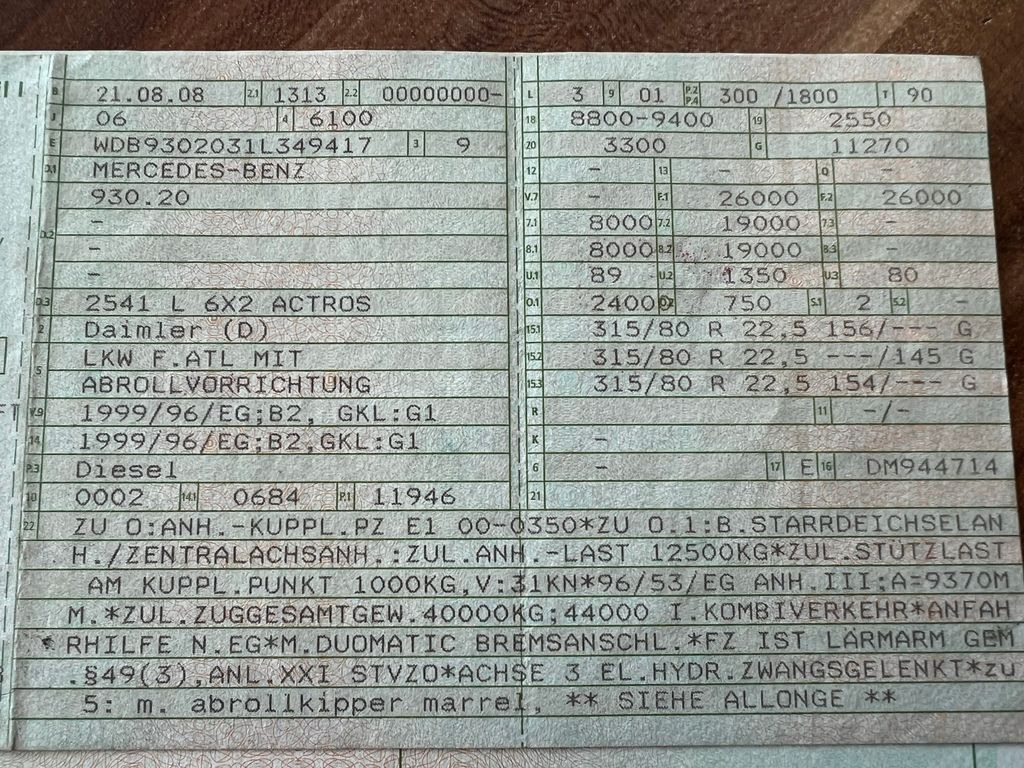 B 21.08.08 2.1 1313 2.2 00000000-
J 06 4 6100
E WDB9302031L349417 3 9
D.1 MERCEDES-BENZ
930.20
-
D.2
-
-
D.3 2541 L 6X2 ACTROS
2 Daimler (D)
LKW F.ATL MIT
5
ABROLLVORRICHTUNG
V.9 1999/96/EG;B2, GKL:G1
14 1999/96/EG;B2,GKL:G1
P.3 Diesel
10 0002 14.1 0684 P.1 11946
L 3 9 01 P.2 P.4 300 /1800 T 90
18 8800-9400 19 2550
20 3300 G 11270
12 - 13 - Q -
V.7 - F.1 26000 F.2 26000
7.1 8000 7.2 19000 7.3 -
8.1 8000 8.2 19000 8.3 -
U.1 89 U.2 1350 U.3 80
O.1 24000 O.2 750 S.1 2 S.2 -
15.1 315/80 R 22,5 156/--- G
15.2 315/80 R 22,5 ---/145 G
15.3 315/80 R 22,5 154/--- G
R 11 -/-
K -
6 - 17 E 16 DM944714
21
22 ZU O:ANH.-KUPPL.PZ E1 00-0350*ZU O.1:B.STARRDEICHSELAN
H./ZENTRALACHSANH.:ZUL.ANH.-LAST 12500KG*ZUL.STÜTZLAST
AM KUPPL.PUNKT 1000KG,V:31KN*96/53/EG ANH.III:A=9370M
M.*ZUL.ZUGGESAMTGEW.40000KG;44000 I.KOMBIVERKEHR*ANFAH
RHILFE N.EG*M.DUOMATIC BREMSANSCHL.*FZ IST LÄRMARM GEM
.§49(3),ANL.XXI STVZO*ACHSE 3 EL.HYDR.ZWANGSGELENKT*zu
5: m. abrollkipper marrel, ** SIEHE ALLONGE **